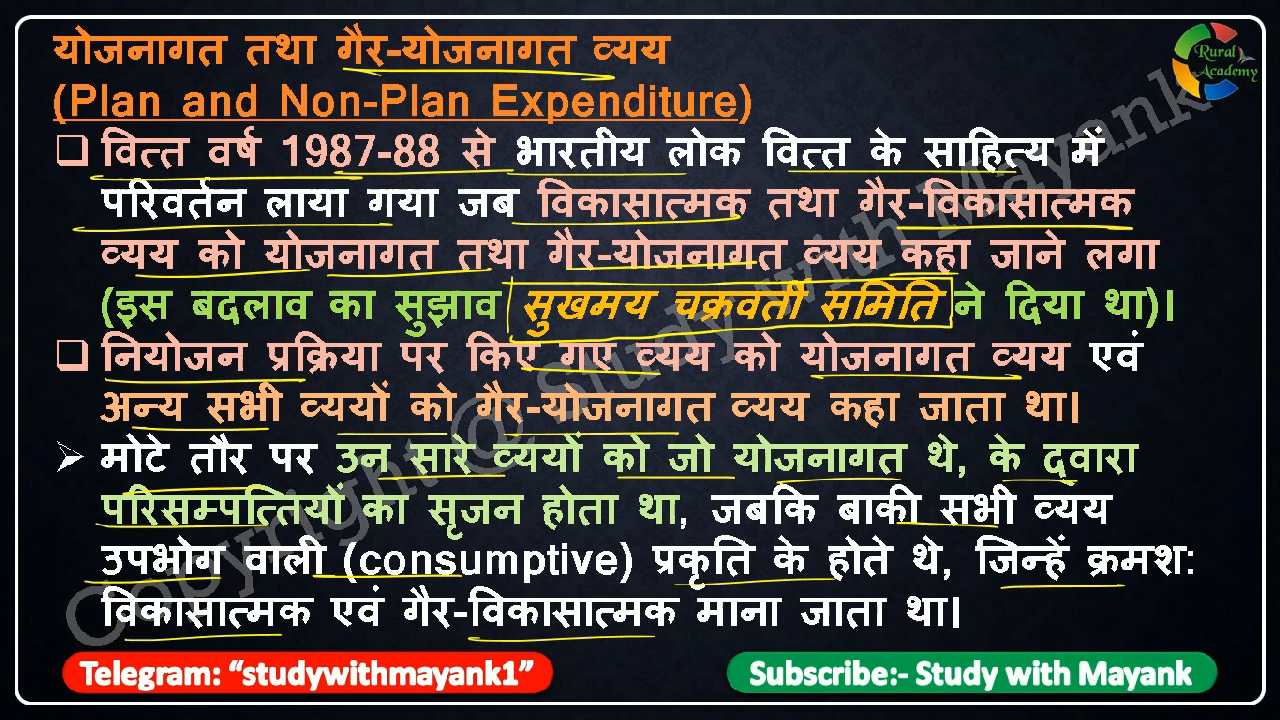 योजनागत तथा गैर-योजनागत व्यय
(Plan and Non-Plan Expenditure)
Rural
Academy
❑ वित्त वर्ष 1987-88 से भारतीय लोक वित्त के साहित्य में
परिवर्तन लाया गया जब विकासात्मक तथा गैर-विकासात्मक
व्यय को योजनागत तथा गैर-योजनागत व्यय कहा जाने लगा
(इस बदलाव का सुझाव सुखमय चक्रवर्ती समिति ने दिया था)।
❑ नियोजन प्रक्रिया पर किए गए व्यय को योजनागत व्यय एवं
अन्य सभी व्ययों को गैर-योजनागत व्यय कहा जाता था।
➢ मोटे तौर पर उन सारे व्ययों को जो योजनागत थे, के द्वारा
परिसम्पत्तियों का सृजन होता था, जबकि बाकी सभी व्यय
उपभोग वाली (consumptive) प्रकृति के होते थे, जिन्हें क्रमश:
विकासात्मक एवं गैर-विकासात्मक माना जाता था।
Copyright @ Study with Mayank
Telegram: “studywithmayank1”
Subscribe:- Study with Mayank